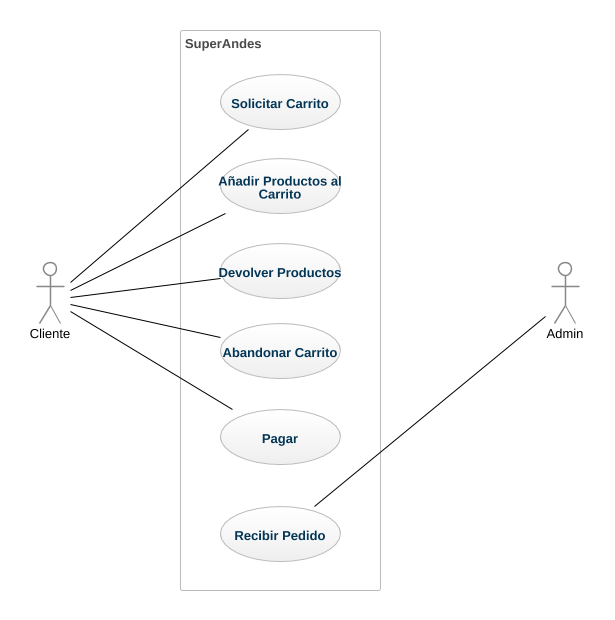 SuperAndes
Solicitar Carrito
Añadir Productos al
Carrito
Devolver Productos
Abandonar Carrito
Pagar
Recibir Pedido
Cliente
Admin